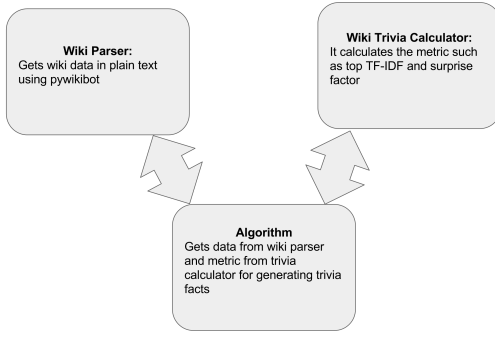 Wiki Parser:
Gets wiki data in plain text
using pywikibot
Wiki Trivia Calculator:
It calculates the metric such
as top TF-IDF and surprise
factor
Algorithm
Gets data from wiki parser
and metric from trivia
calculator for generating trivia
facts